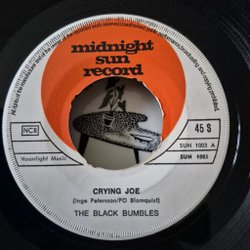 midnight
sun
record
NCB
45 S
Moonlight Music
SUN 1003 A
SUN 1003
CRYING JOE
(Inge Peterson/PO Blomquist)
THE BLACK BUMBLES